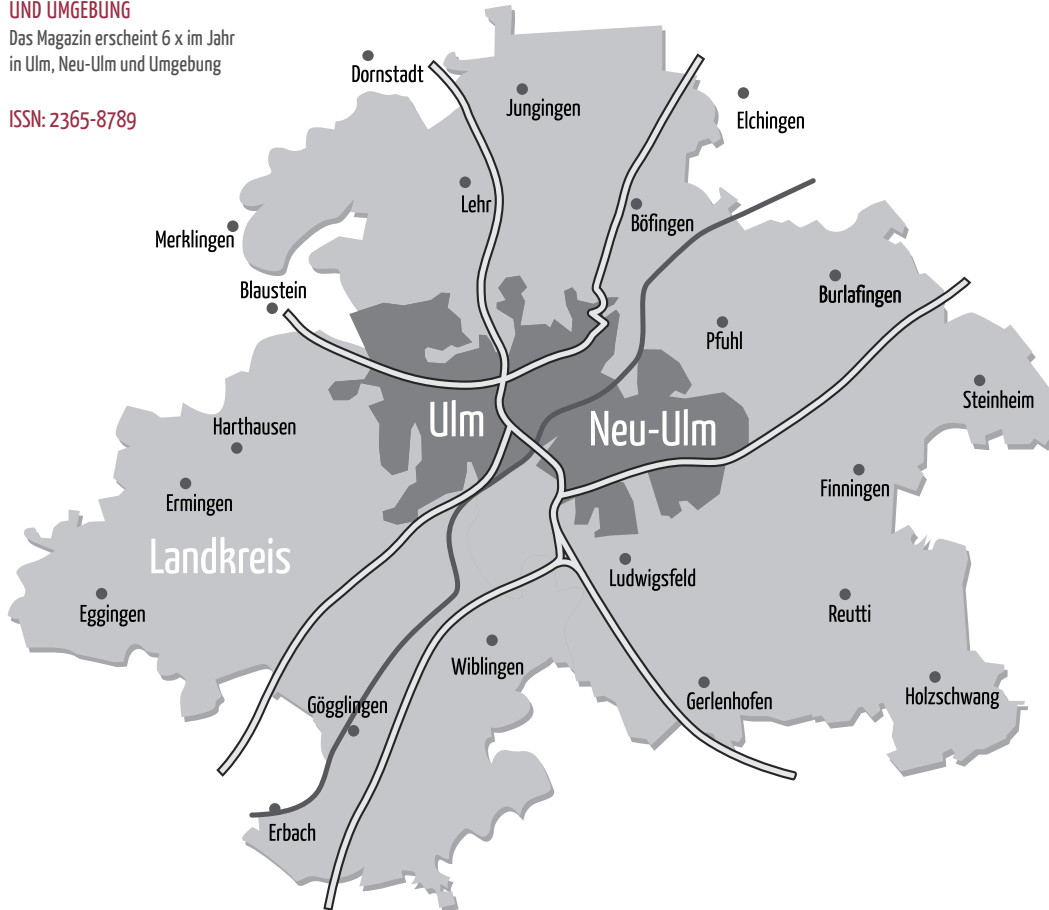 UND UMGEBUNG
Das Magazin erscheint 6 x im Jahr
in Ulm, Neu-Ulm und Umgebung
ISSN: 2365-8789
Dornstadt
Jungingen
Elchingen
Lehr
Böfingen
Merklingen
Blaustein
Burlafingen
Pfuhl
Steinheim
Ulm
Neu-Ulm
Harthausen
Finningen
Ermingen
Landkreis
Ludwigsfeld
Eggingen
Reutti
Wiblingen
Gerlenhofen
Holzschwang
Gögglingen
Erbach